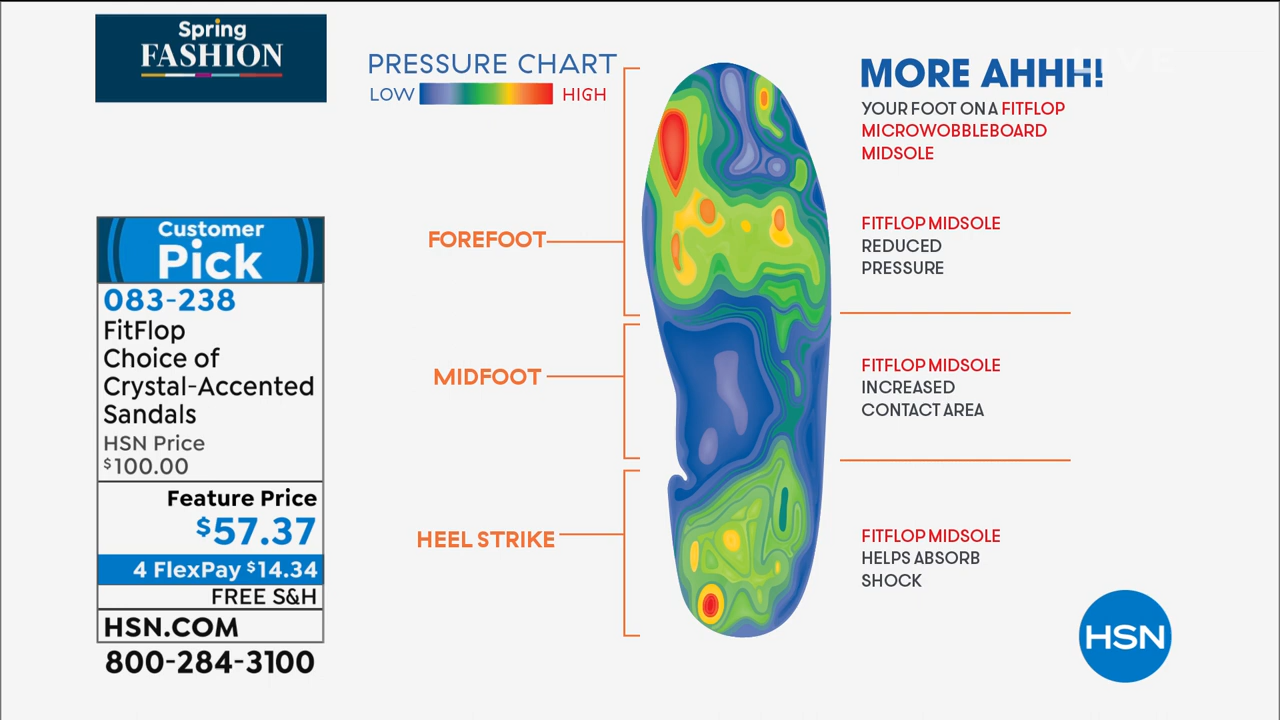 Spring
FASHION
Customer
Pick
083-238
FitFlop
Choice of
Crystal-Accented
Sandals
HSN Price
$100.00
Feature Price
$57.37
4 FlexPay $14.34
FREE S&H
HSN.COM
800-284-3100
PRESSURE CHART
LOW HIGH
FOREFOOT
MIDFOOT
HEEL STRIKE
LIVE
MORE AHHH!
YOUR FOOT ON A FITFLOP
MICROWOBBLEBOARD
MIDSOLE
FITFLOP MIDSOLE
REDUCED
PRESSURE
FITFLOP MIDSOLE
INCREASED
CONTACT AREA
FITFLOP MIDSOLE
HELPS ABSORB
SHOCK
HSN